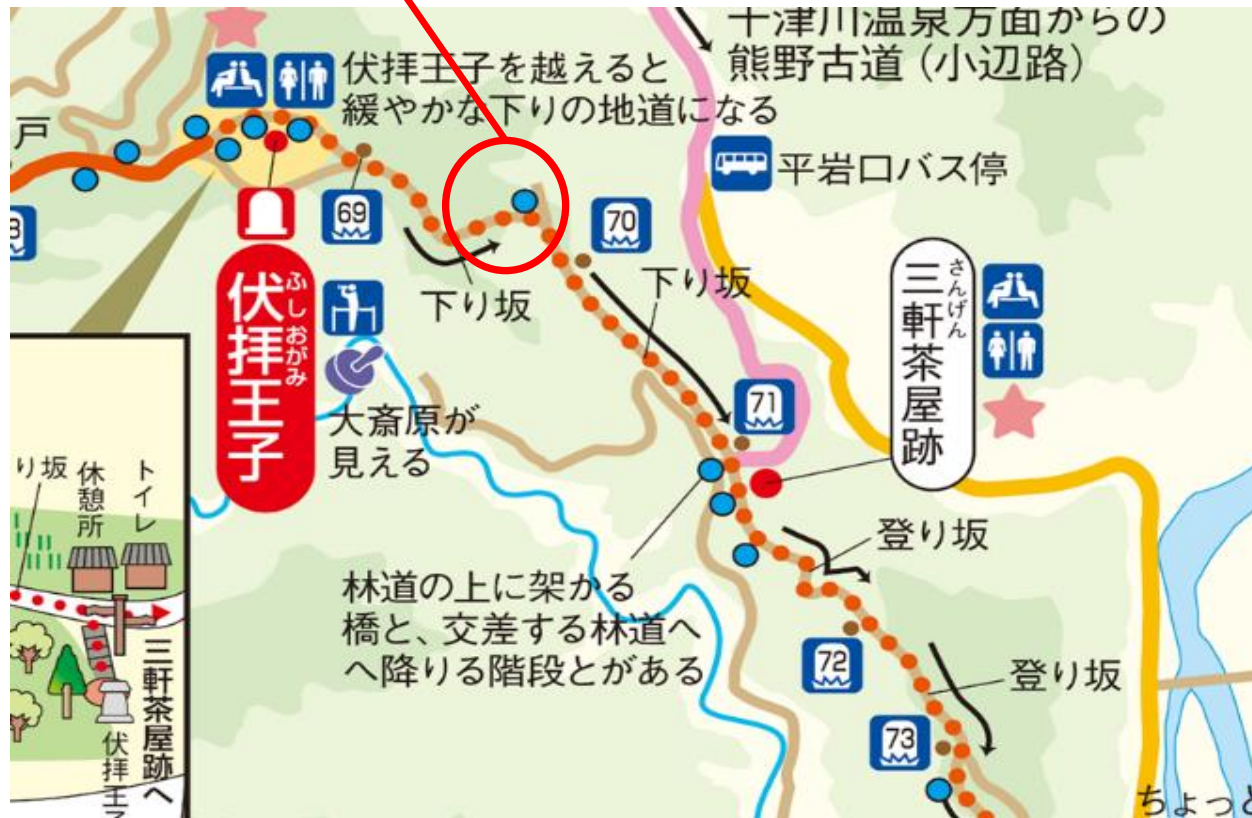 十津川温泉方面からの
熊野古道（小辺路）
伏拝王子を越えると
緩やかな下りの地道になる
戸
平岩口バス停
69
70
下り坂
下り坂
ふしおがみ
伏拝王子
さんげん
三軒茶屋跡
71
大斎原が
見える
り坂
休憩所
トイレ
登り坂
林道の上に架かる
橋と、交差する林道へ
へ降りる階段とがある
72
登り坂
73
三軒茶屋跡へ
伏拝王子
ちょっと